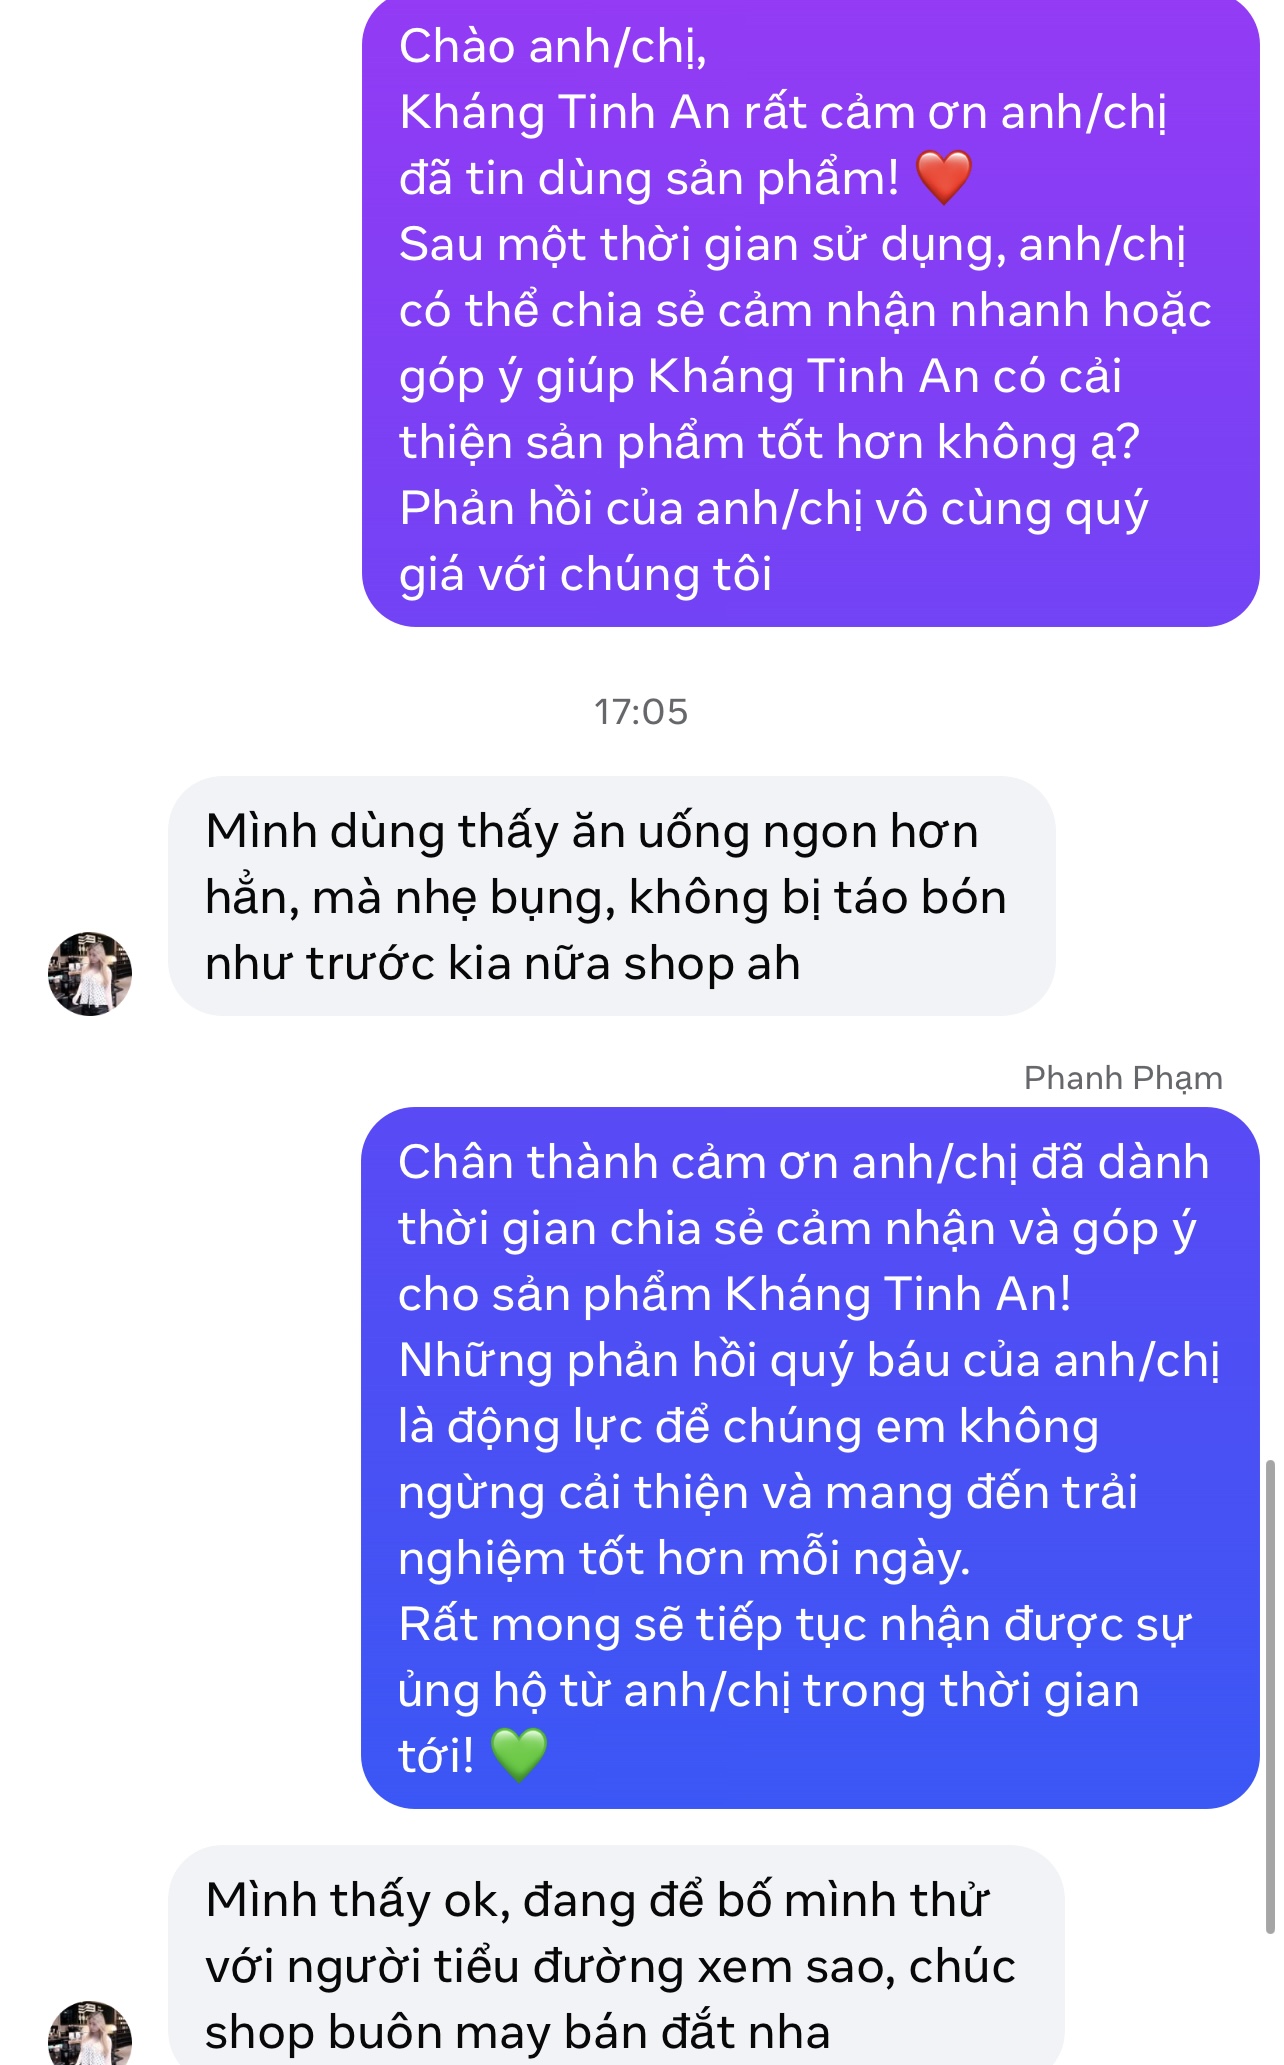 Chào anh/chị,
Kháng Tinh An rất cảm ơn anh/chị
đã tin dùng sản phẩm! ❤️
Sau một thời gian sử dụng, anh/chị
có thể chia sẻ cảm nhận nhanh hoặc
góp ý giúp Kháng Tinh An có cải
thiện sản phẩm tốt hơn không ạ?
Phản hồi của anh/chị vô cùng quý
giá với chúng tôi
17:05
Mình dùng thấy ăn uống ngon hơn
hẳn, mà nhẹ bụng, không bị táo bón
như trước kia nữa shop ah
Phanh Phạm
Chân thành cảm ơn anh/chị đã dành
thời gian chia sẻ cảm nhận và góp ý
cho sản phẩm Kháng Tinh An!
Những phản hồi quý báu của anh/chị
là động lực để chúng em không
ngừng cải thiện và mang đến trải
nghiệm tốt hơn mỗi ngày.
Rất mong sẽ tiếp tục nhận được sự
ủng hộ từ anh/chị trong thời gian
tới! 💚
Mình thấy ok, đang để bố mình thử
với người tiểu đường xem sao, chúc
shop buôn may bán đắt nha